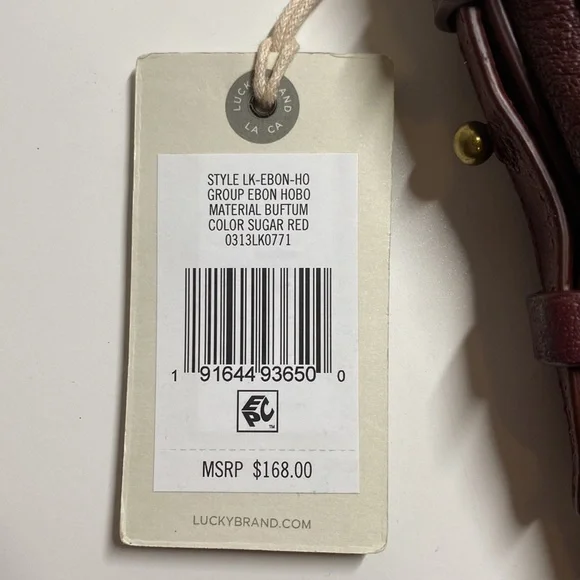 LUCKY BRAND
LA CA
STYLE LK-EBON-HO
GROUP EBON HOBO
MATERIAL BUFTUM
COLOR SUGAR RED
0313LK0771
1 91644 93650 0
EPC™
MSRP $168.00
LUCKYBRAND.COM